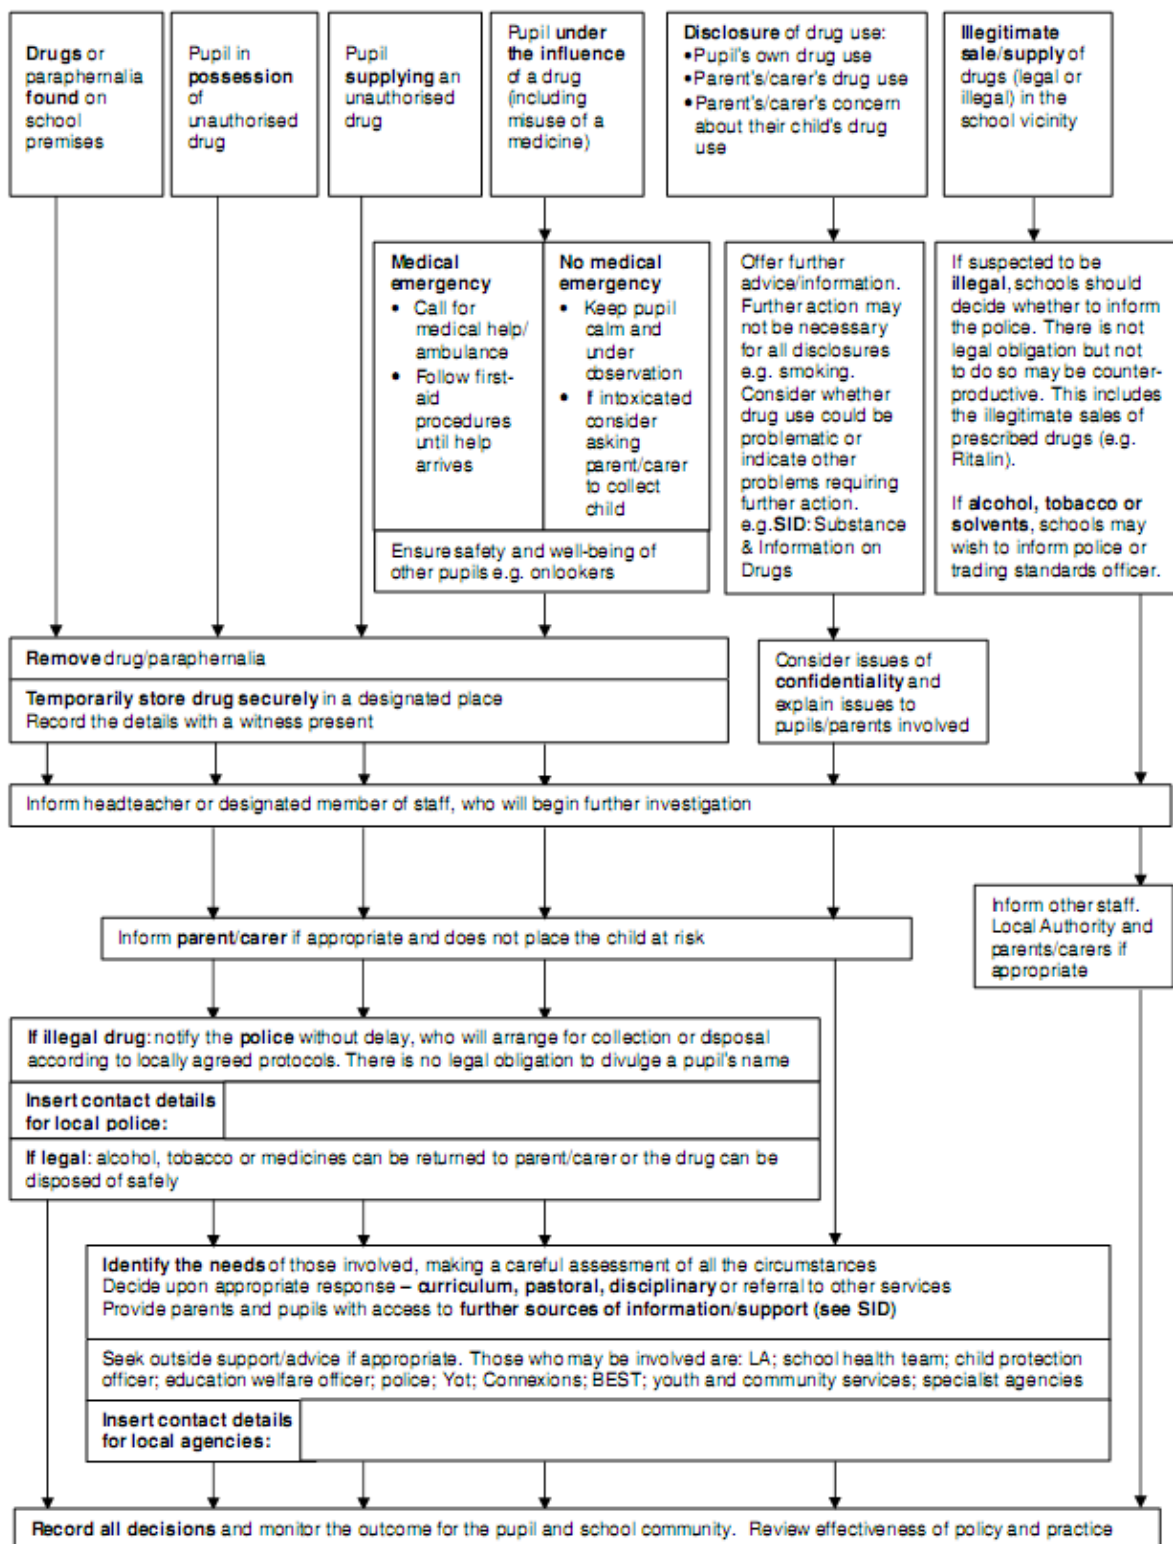 Drugs or
paraphernalia
found on
school
premises
Pupil in
possession
of
unauthorised
drug
Pupil
supplying an
unauthorised
drug
Pupil under
the influence
of a drug
(including
misuse of a
medicine)
Disclosure of drug use:
•Pupil's own drug use
•Parent's/carer's drug use
•Parent's/carer's concern
about their child's drug
use
Illegitimate
sale/supply of
drugs (legal or
illegal) in the
school vicinity
Medical
emergency
• Call for
medical help/
ambulance
• Follow first-
aid
procedures
until help
arrives
No medical
emergency
• Keep pupil
calm and
under
observation
• If intoxicated
consider
asking
parent/carer
to collect
child
Ensure safety and well-being of
other pupils e.g. onlookers
Offer further
advice/information.
Further action may
not be necessary
for all disclosures
e.g. smoking.
Consider whether
drug use could be
problematic or
indicate other
problems requiring
further action.
e.g.SID: Substance
& Information on
Drugs
If suspected to be
illegal, schools should
decide whether to inform
the police. There is not
legal obligation but not
to do so may be counter-
productive. This includes
the illegitimate sales of
prescribed drugs (e.g.
Ritalin).
If alcohol, tobacco or
solvents, schools may
wish to inform police or
trading standards officer.
Remove drug/paraphernalia
Temporarily store drug securely in a designated place
Record the details with a witness present
Consider issues of
confidentiality and
explain issues to
pupils/parents involved
Inform headteacher or designated member of staff, who will begin further investigation
Inform parent/carer if appropriate and does not place the child at risk
Inform other staff.
Local Authority and
parents/carers if
appropriate
If illegal drug: notify the police without delay, who will arrange for collection or disposal
according to locally agreed protocols. There is no legal obligation to divulge a pupil's name
Insert contact details
for local police:
If legal: alcohol, tobacco or medicines can be returned to parent/carer or the drug can be
disposed of safely
Identify the needs of those involved, making a careful assessment of all the circumstances
Decide upon appropriate response – curriculum, pastoral, disciplinary or referral to other services
Provide parents and pupils with access to further sources of information/support (see SID)
Seek outside support/advice if appropriate. Those who may be involved are: LA; school health team; child protection
officer; education welfare officer; police; Yot; Connexions; BEST; youth and community services; specialist agencies
Insert contact details
for local agencies:
Record all decisions and monitor the outcome for the pupil and school community. Review effectiveness of policy and practice